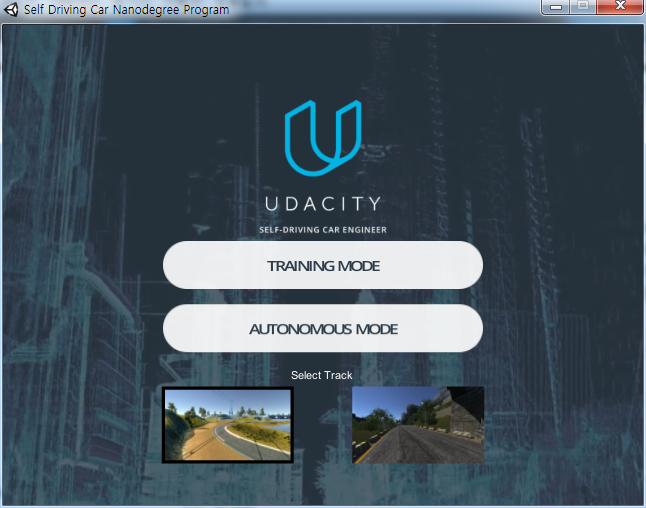 Self Driving Car Nanodegree Program
UDACITY
SELF-DRIVING CAR ENGINEER
TRAINING MODE
AUTONOMOUS MODE
Select Track